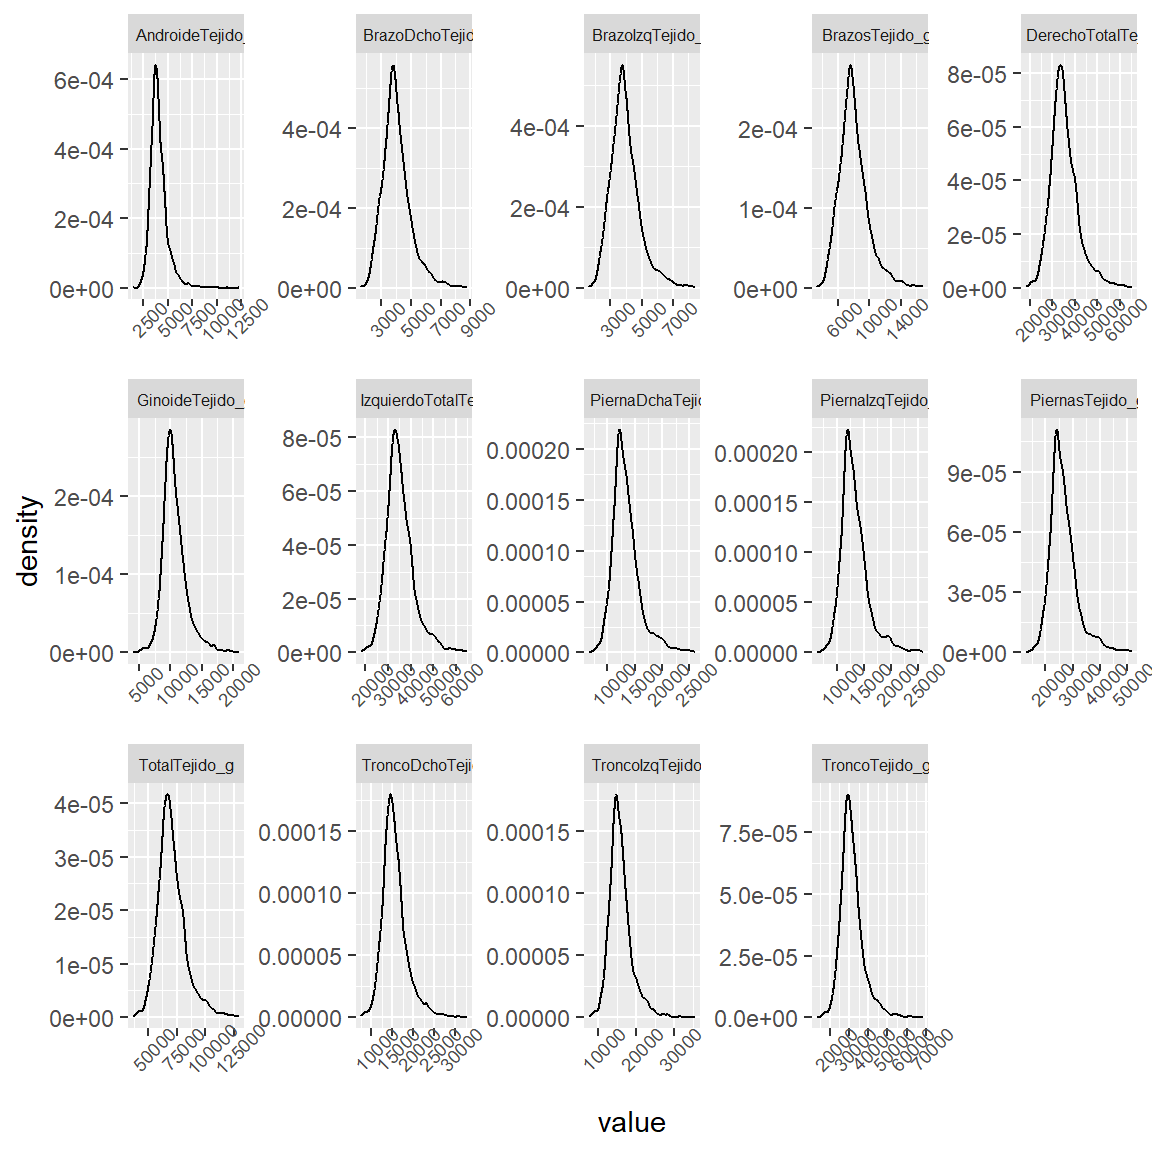 AndroideTejido_
BrazoDchoTejid
BrazoIzqTejido_
BrazosTejido_g
DerechoTotalTej
6e-04
4e-04
2e-04
0e+00
4e-04
2e-04
0e+00
4e-04
2e-04
0e+00
2e-04
1e-04
0e+00
8e-05
6e-05
4e-05
2e-05
0e+00
2500 5000 7500 10000 12500
3000 5000 7000 9000
3000 5000 7000
6000 10000 14000
20000 30000 40000 50000 60000
GinoideTejido_
IzquierdoTotalTe
PiernaDchaTejid
PiernaIzqTejido_
PiernasTejido_g
2e-04
1e-04
0e+00
8e-05
6e-05
4e-05
2e-05
0e+00
0.00020
0.00015
0.00010
0.00005
0.00000
0.00020
0.00015
0.00010
0.00005
0.00000
9e-05
6e-05
3e-05
0e+00
5000 10000 15000 20000
20000 30000 40000 50000 60000
10000 15000 20000 25000
10000 15000 20000 25000
20000 30000 40000 50000
density
TotalTejido_g
TroncoDchoTeji
TroncoIzqTejido
TroncoTejido_g
4e-05
3e-05
2e-05
1e-05
0e+00
0.00015
0.00010
0.00005
0.00000
0.00015
0.00010
0.00005
0.00000
7.5e-05
5.0e-05
2.5e-05
0.0e+00
50000 75000 100000 125000
10000 15000 20000 25000 30000
10000 20000 30000
20000 30000 40000 50000 60000 70000
value